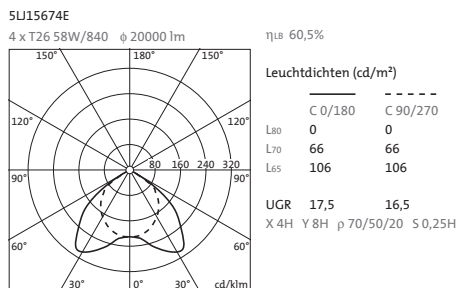 5LJ15674E
4 x T26 58W/840 ϕ 20000 lm
ηLB 60,5%
150° 180° 150°
120° 120°
90° 80 160 240 320 90°
60° 60°
30° 0° 30° cd/klm
Leuchtdichten (cd/m²)
C 0/180 C 90/270
L80 0 0
L70 66 66
L65 106 106
UGR 17,5 16,5
X 4H Y 8H ρ 70/50/20 S 0,25H